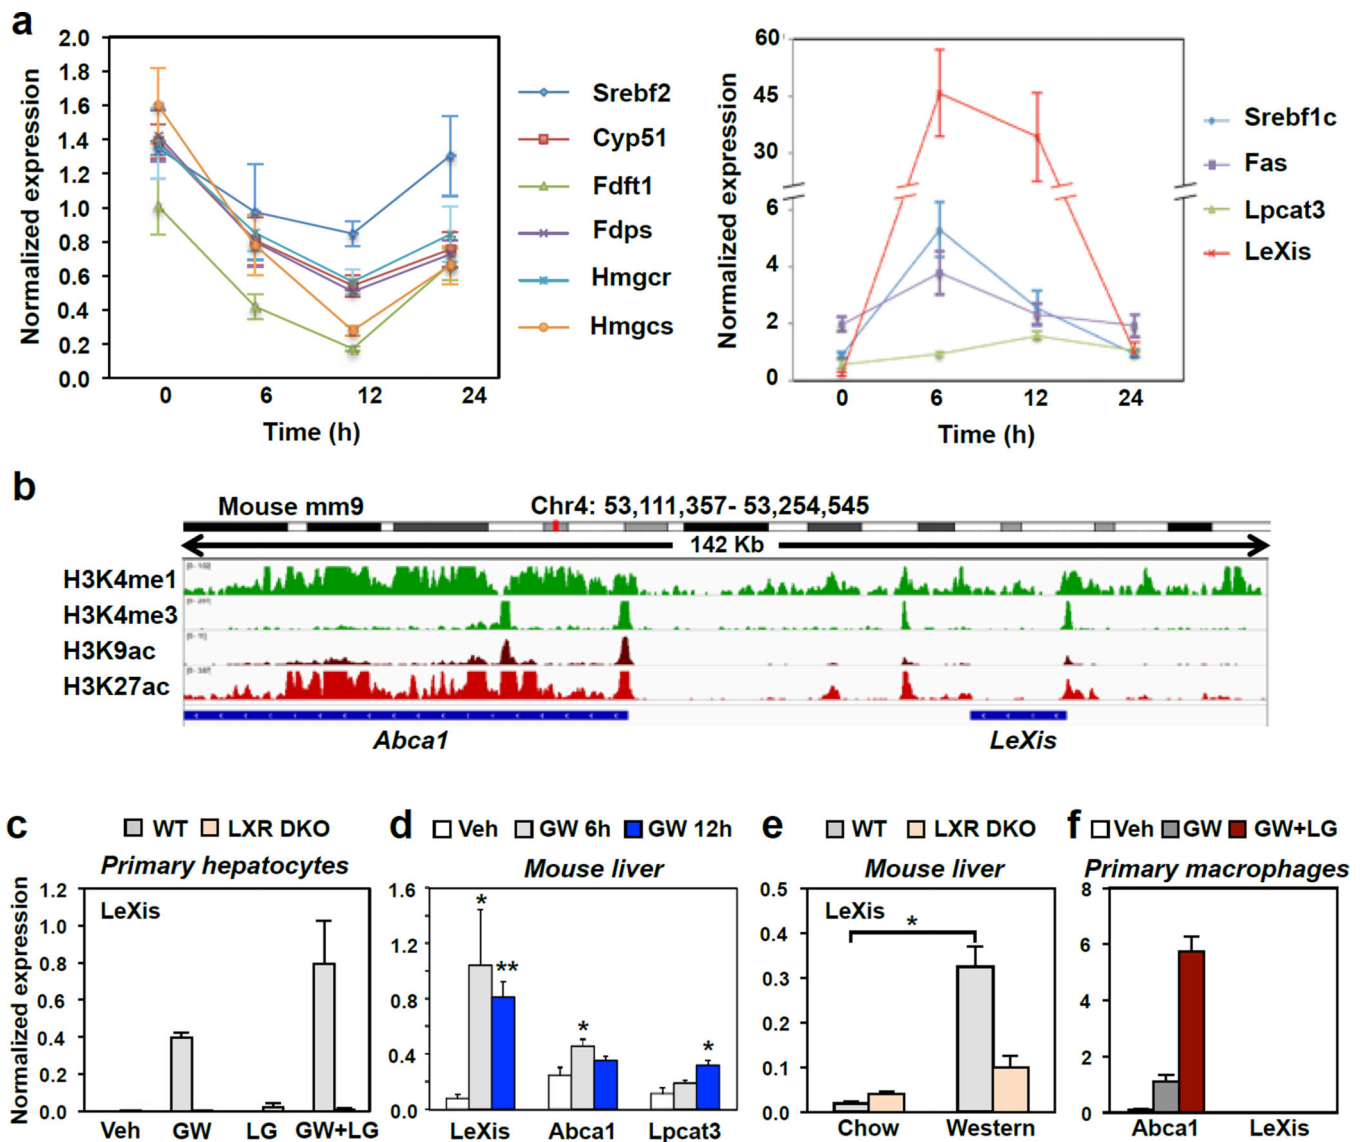 a
2.0
1.8
1.6
1.4
1.2
1.0
0.8
0.6
0.4
0.2
0.0
Normalized expression
0 6 12 24
Time (h)
Srebf2
Cyp51
Fdft1
Fdps
Hmgcr
Hmgcs
60
45
30
6
4
2
0
Normalized expression
0 6 12 24
Time (h)
Srebf1c
Fas
Lpcat3
LeXis
b
Mouse mm9 Chr4: 53,111,357- 53,254,545
142 Kb
H3K4me1
H3K4me3
H3K9ac
H3K27ac
Abca1 LeXis
c
WT LXR DKO
Primary hepatocytes
LeXis
Normalized expression
1.2
1.0
0.8
0.6
0.4
0.2
0.0
Veh GW LG GW+LG
d
Veh GW 6h GW 12h
Mouse liver
1.6
1.2
0.8
0.4
0.0
* ** * *
LeXis Abca1 Lpcat3
e
WT LXR DKO
Mouse liver
LeXis
*
0.5
0.4
0.3
0.2
0.1
0.0
Chow Western
f
Veh GW GW+LG
Primary macrophages
8
6
4
2
0
Abca1 LeXis